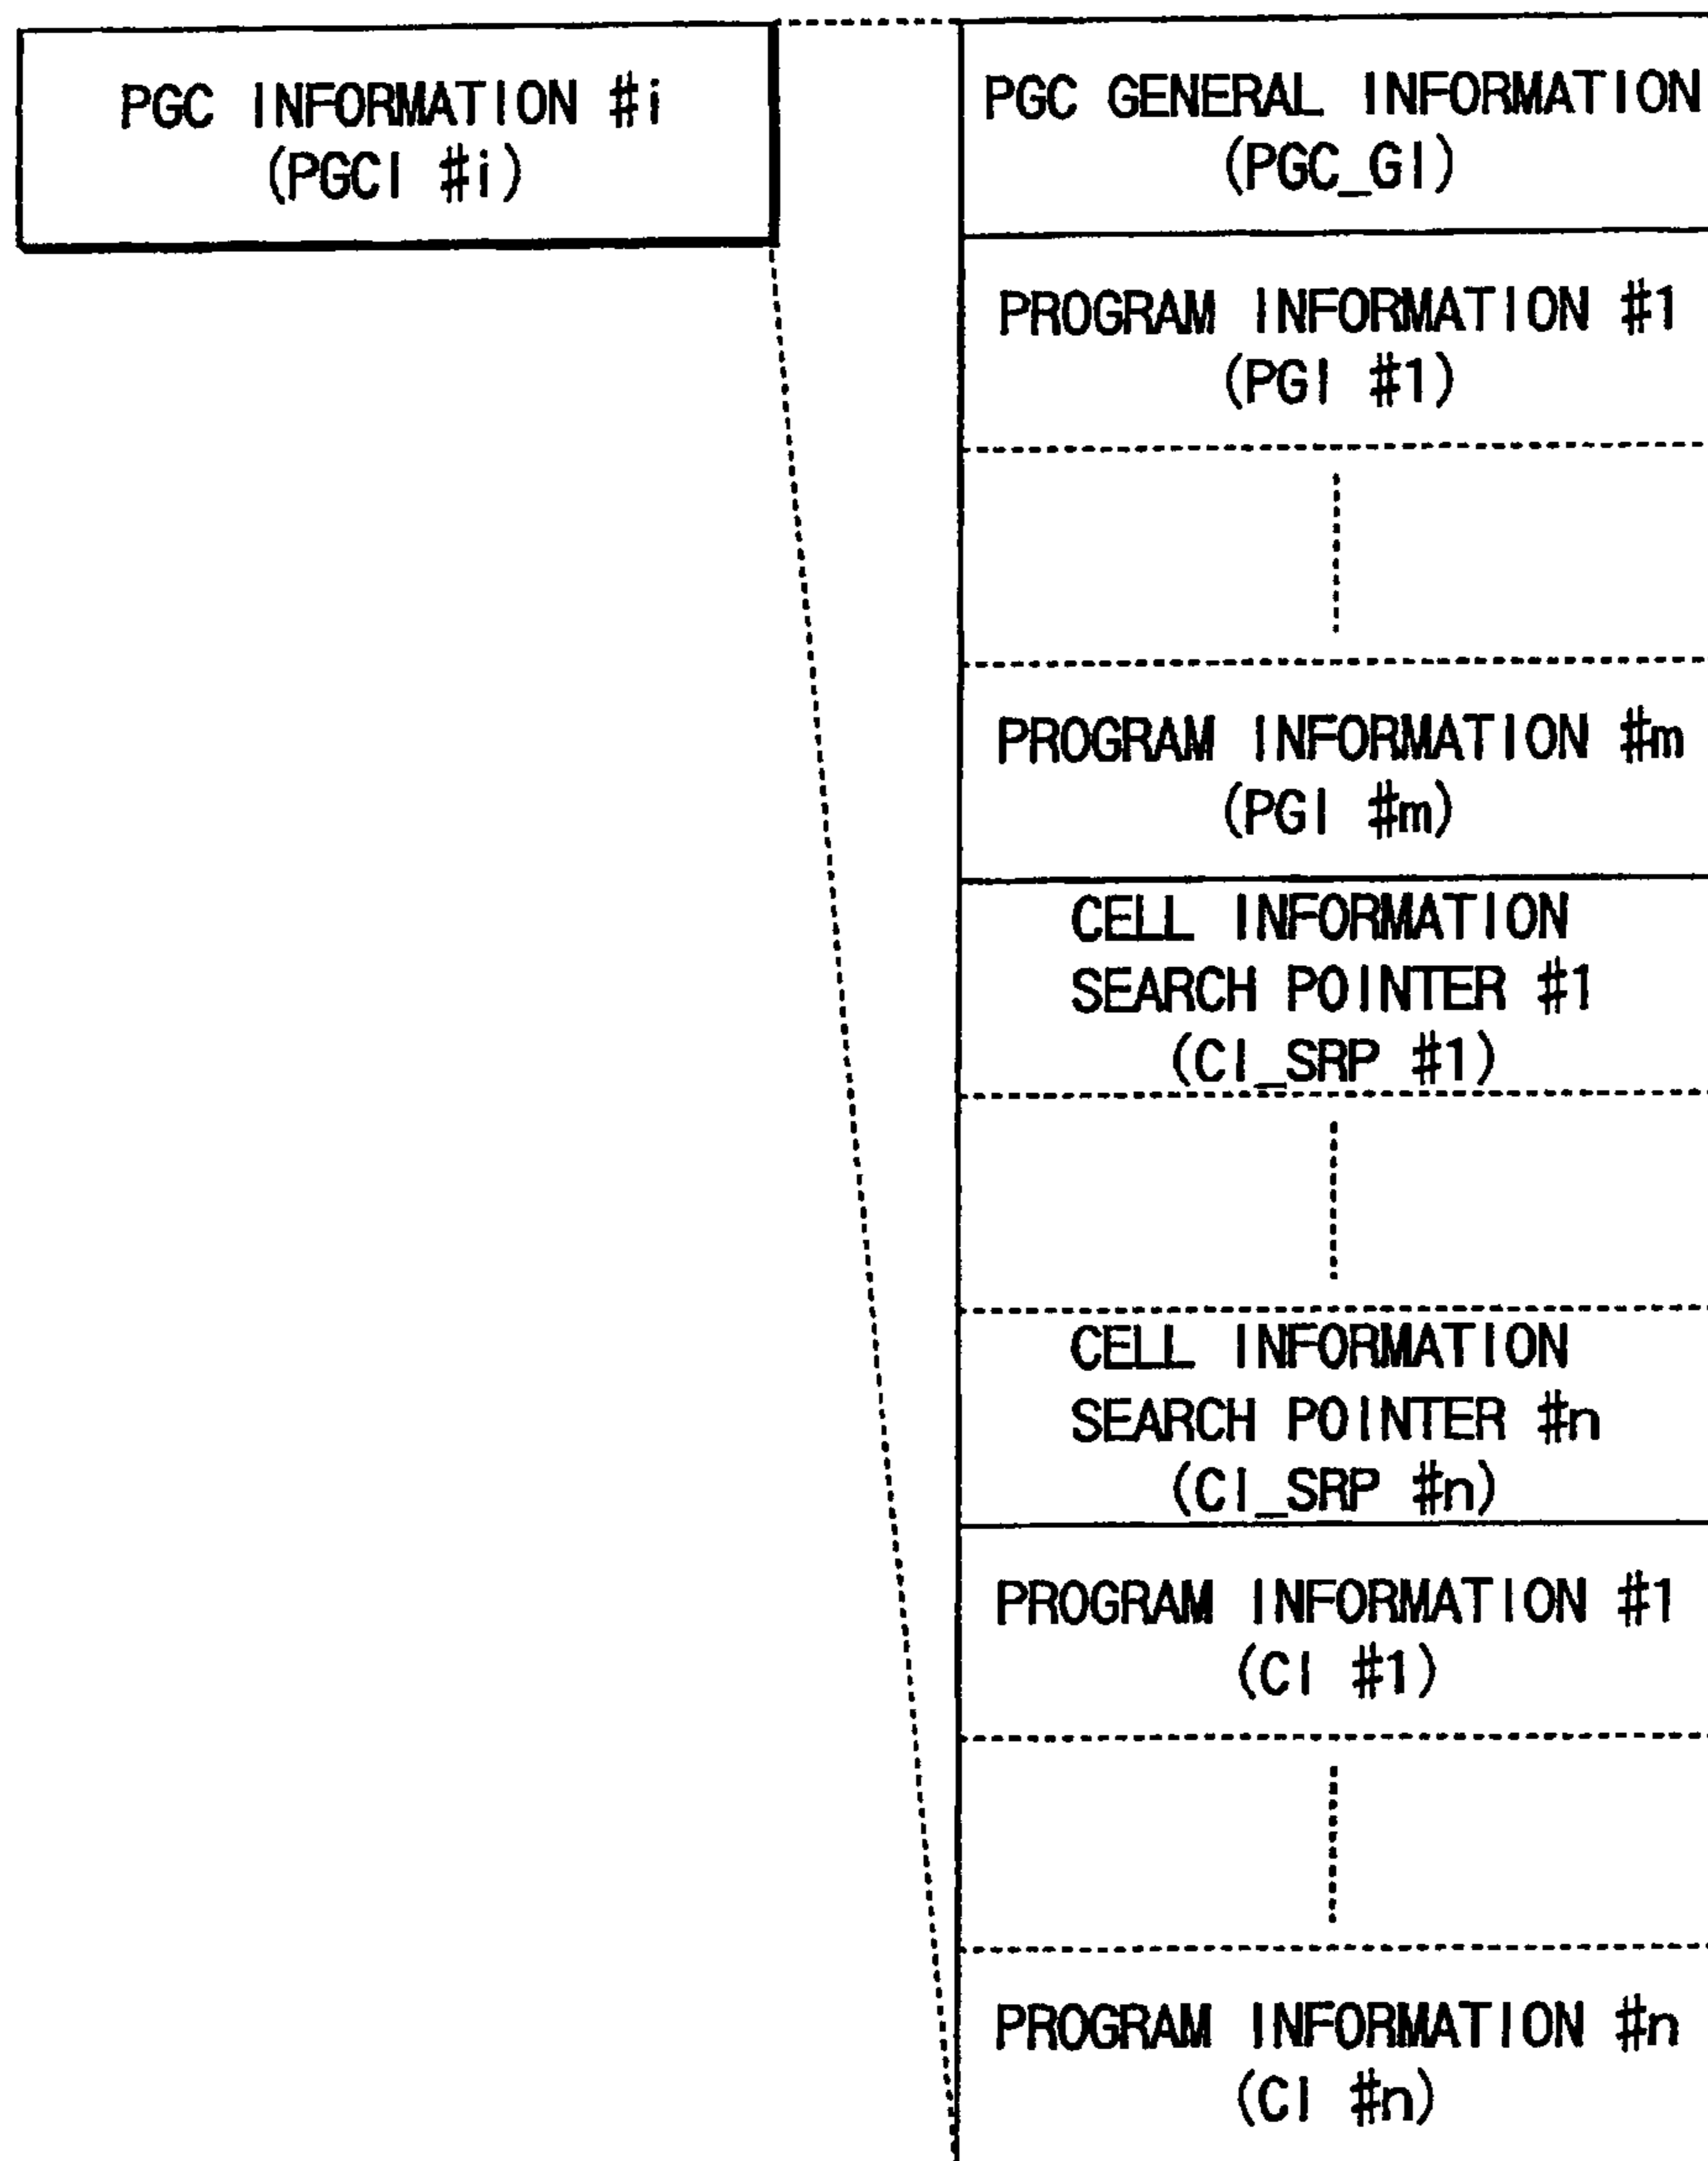 PGC INFORMATION #i
(PGCI #i)
PGC GENERAL INFORMATION
(PGC_GI)
PROGRAM INFORMATION #1
(PGI #1)
PROGRAM INFORMATION #m
(PGI #m)
CELL INFORMATION
SEARCH POINTER #1
(CI_SRP #1)
CELL INFORMATION
SEARCH POINTER #n
(CI_SRP #n)
PROGRAM INFORMATION #1
(CI #1)
PROGRAM INFORMATION #n
(CI #n)